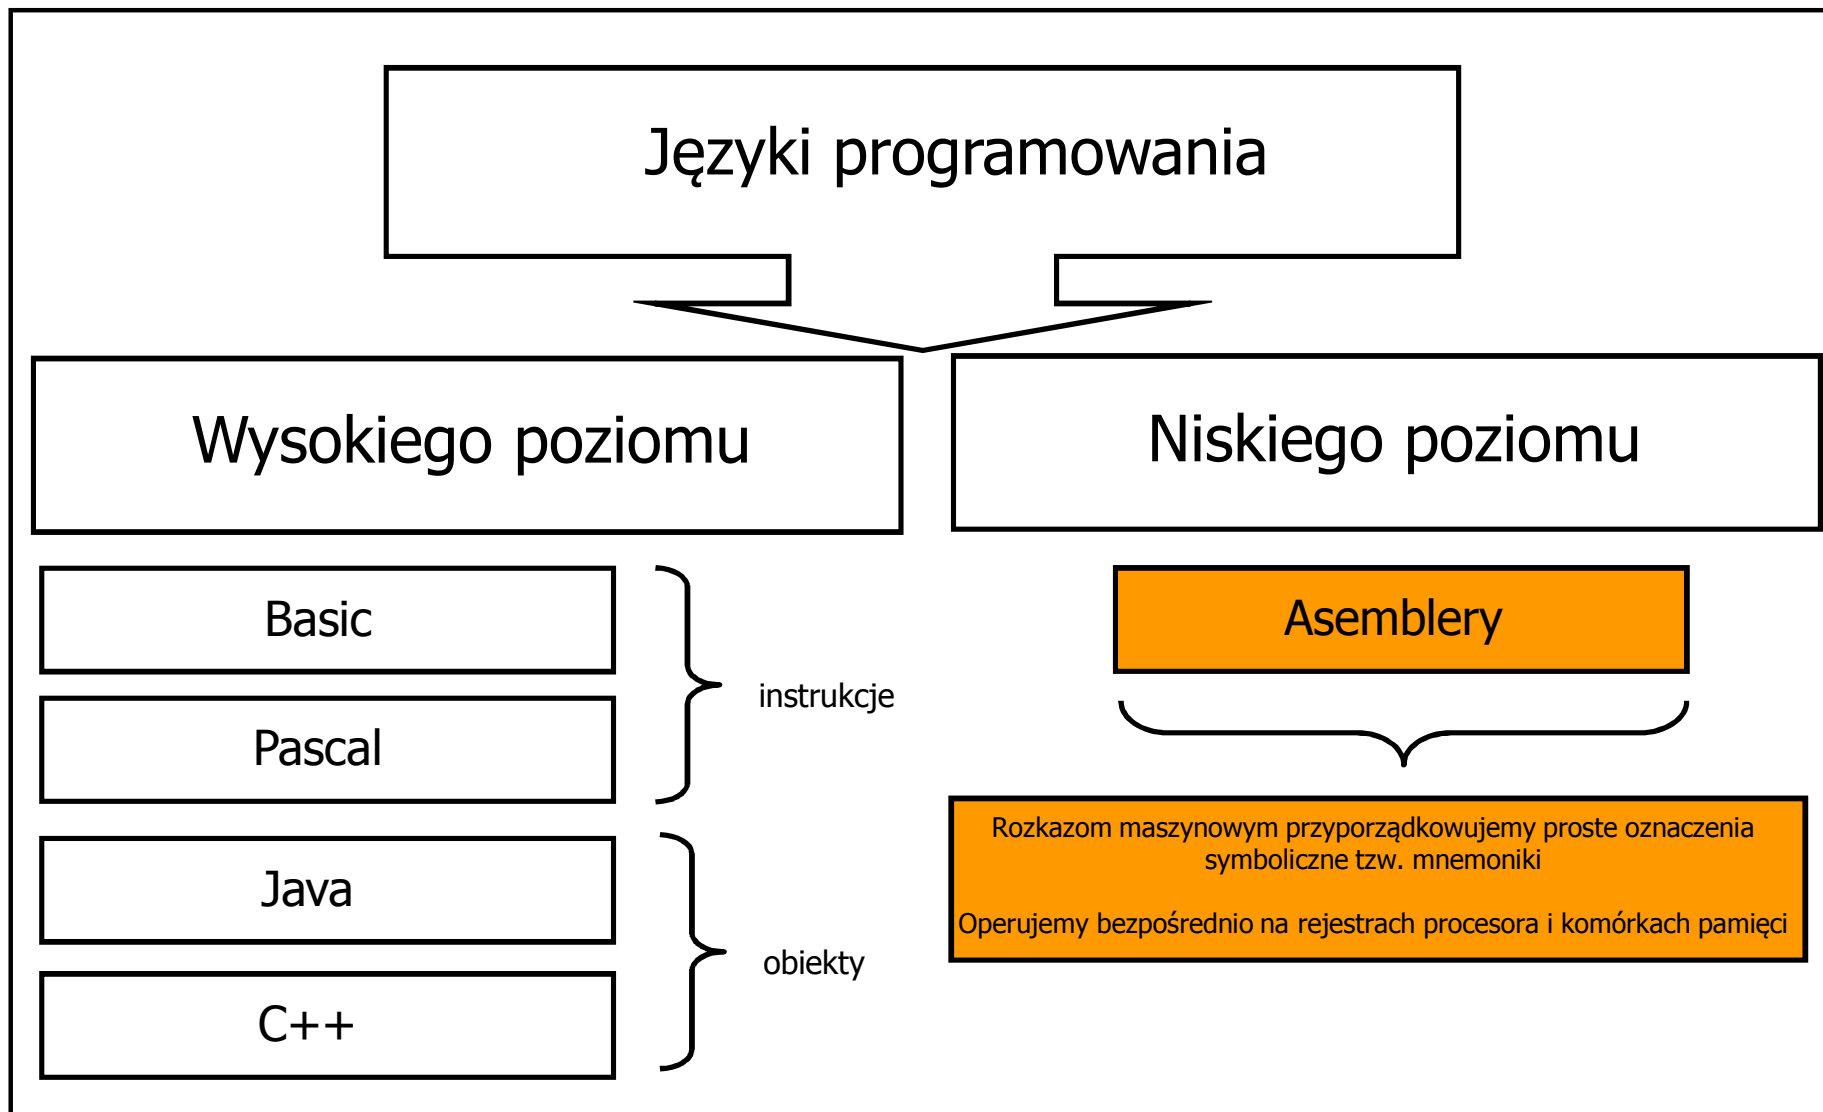 Języki programowania
Wysokiego poziomu
Niskiego poziomu
Basic
Pascal
instrukcje
Java
C++
obiekty
Asemblery
Rozkazom maszynowym przyporządkowujemy proste oznaczenia
symboliczne tzw. mnemoniki
Operujemy bezpośrednio na rejestrach procesora i komórkach pamięci